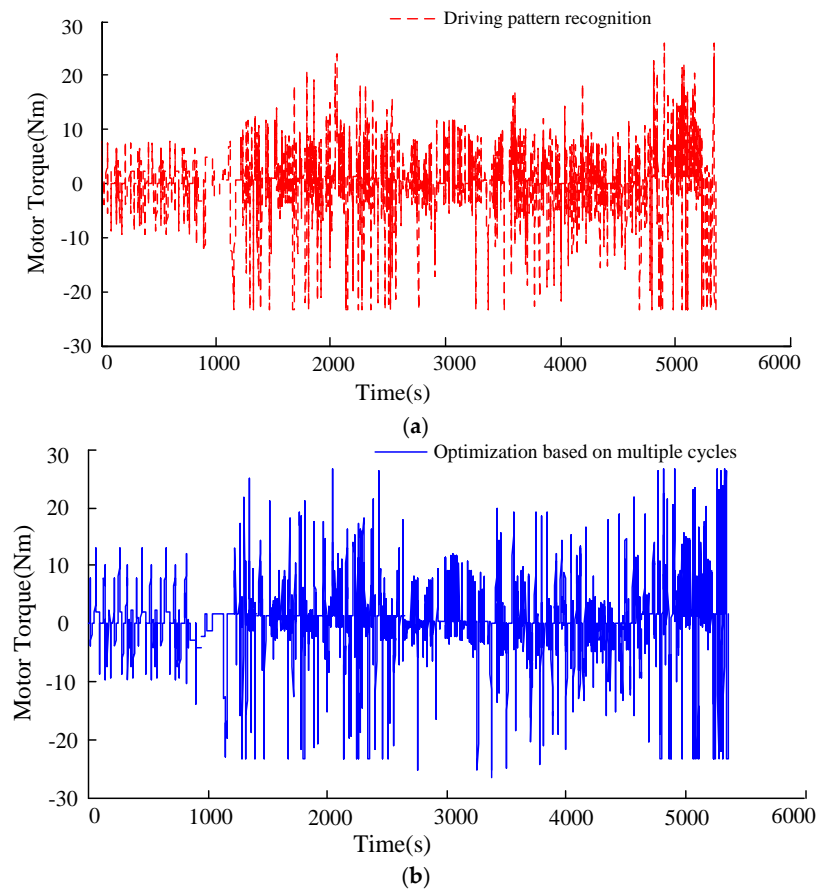 Driving pattern recognition
30
20
10
0
-10
-20
-30
Motor Torque(Nm)
0 1000 2000 3000 4000 5000 6000
Time(s)
(a)
Optimization based on multiple cycles
30
20
10
0
-10
-20
-30
Motor Torque(Nm)
0 1000 2000 3000 4000 5000 6000
Time(s)
(b)